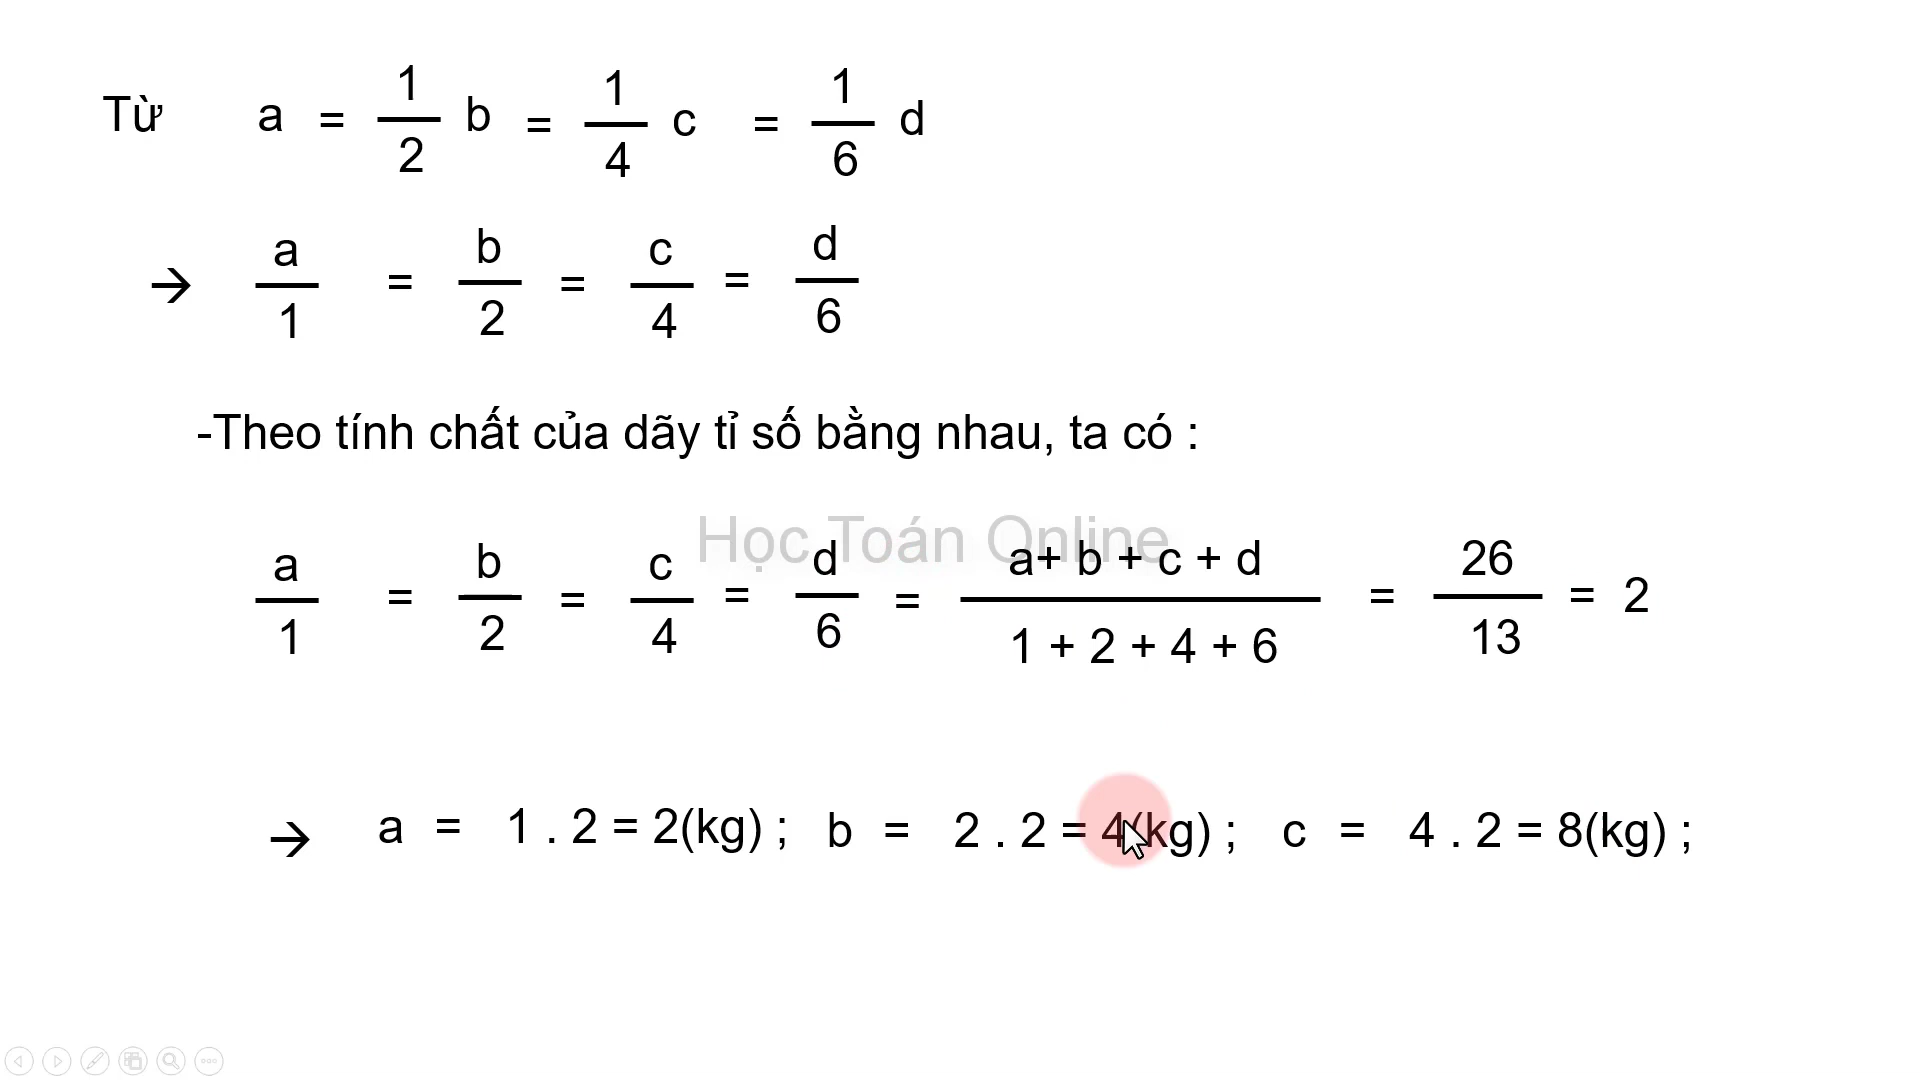 Từ a = 1/2 b = 1/4 c = 1/6 d
→ a/1 = b/2 = c/4 = d/6
-Theo tính chất của dãy tỉ số bằng nhau, ta có :
Học Toán Online
a/1 = b/2 = c/4 = d/6 = a+ b + c + d / 1 + 2 + 4 + 6 = 26/13 = 2
→ a = 1 . 2 = 2(kg) ; b = 2 . 2 = 4(kg) ; c = 4 . 2 = 8(kg) ;